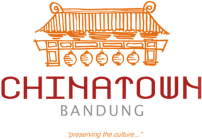 CHINATOWN
BANDUNG
"preserving the culture..."